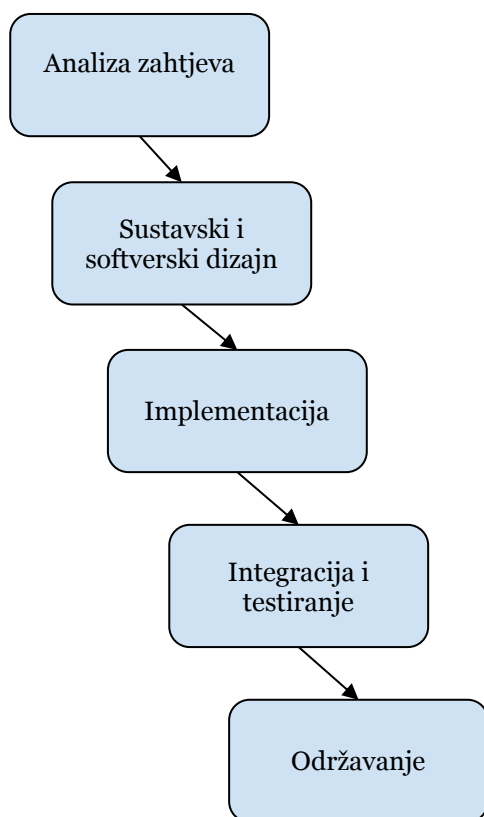 Analiza zahtjeva
Sustavski i
softverski dizajn
Implementacija
Integracija i
testiranje
Održavanje